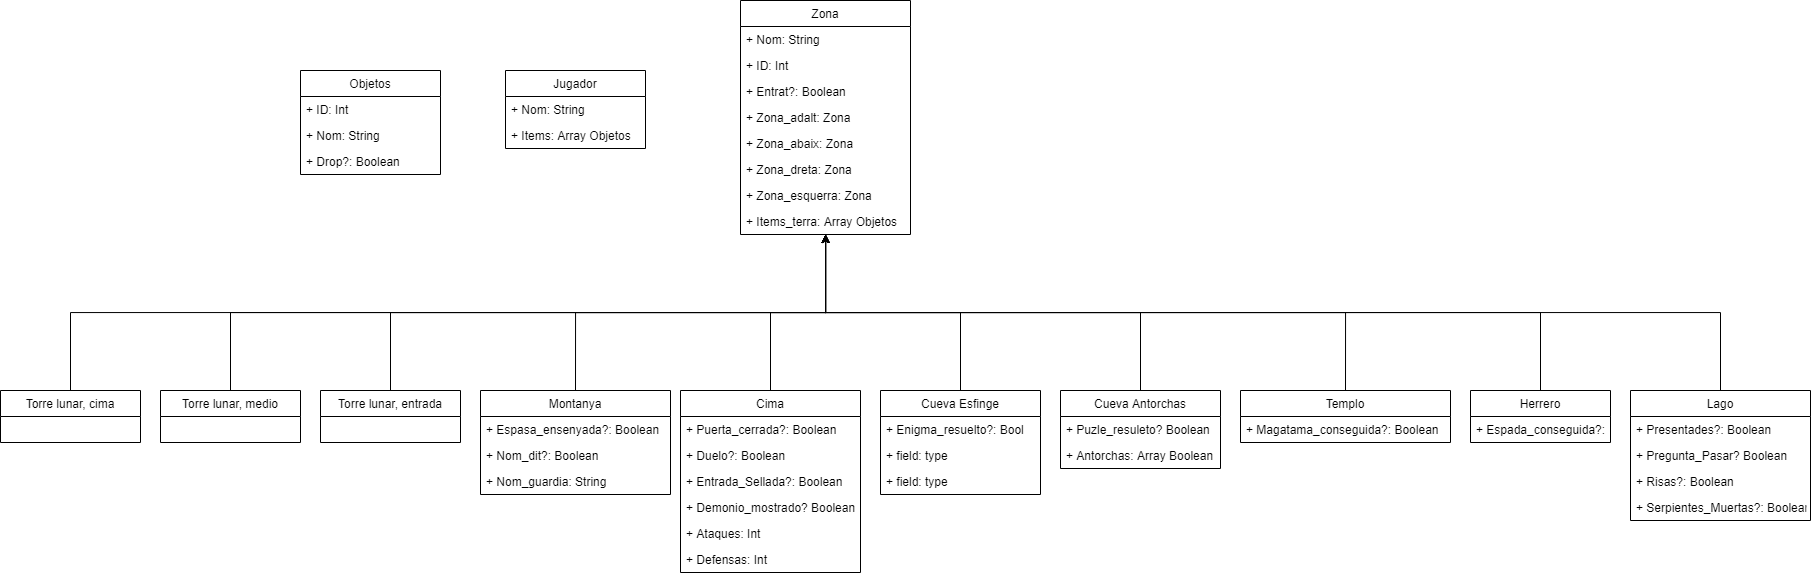 Zona
+ Nom: String
+ ID: Int
+ Entrat?: Boolean
+ Zona_adalt: Zona
+ Zona_abaix: Zona
+ Zona_dreta: Zona
+ Zona_esquerra: Zona
+ Items_terra: Array Objetos
Objetos
+ ID: Int
+ Nom: String
+ Drop?: Boolean
Jugador
+ Nom: String
+ Items: Array Objetos
Torre lunar, cima
Torre lunar, medio
Torre lunar, entrada
Montanya
+ Espasa_ensenyada?: Boolean
+ Nom_dit?: Boolean
+ Nom_guardia: String
Cima
+ Puerta_cerrada?: Boolean
+ Duelo?: Boolean
+ Entrada_Sellada?: Boolean
+ Demonio_mostrado? Boolean
+ Ataques: Int
+ Defensas: Int
Cueva Esfinge
+ Enigma_resuelto?: Bool
+ field: type
+ field: type
Cueva Antorchas
+ Puzle_resuleto? Boolean
+ Antorchas: Array Boolean
Templo
+ Magatama_conseguida?: Boolean
Herrero
+ Espada_conseguida?:
Lago
+ Presentades?: Boolean
+ Pregunta_Pasar? Boolean
+ Risas?: Boolean
+ Serpientes_Muertas?: Boolea